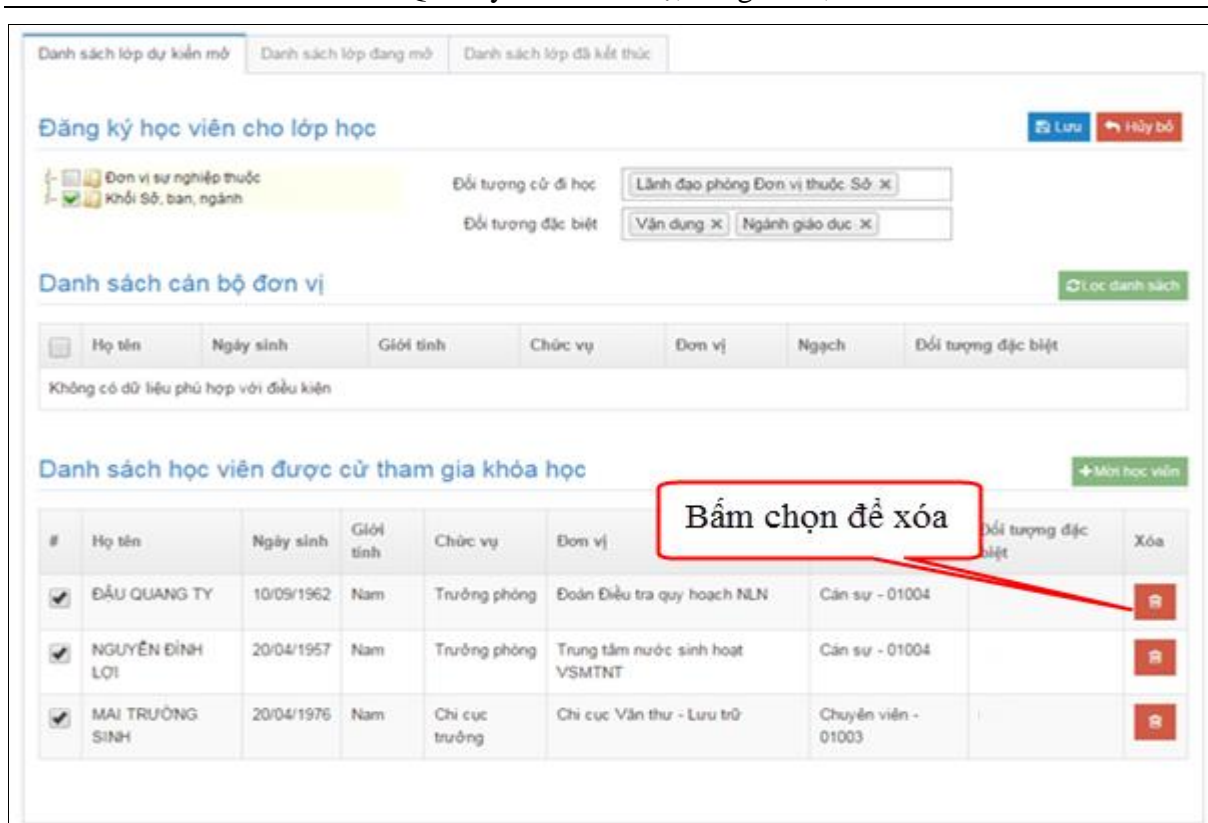 Danh sách lớp dự kiến mở Danh sách lớp đang mở Danh sách lớp đã kết thúc
Đăng ký học viên cho lớp học Lưu Hủy bỏ
Đơn vị sự nghiệp thuộc Đối tượng cử đi học Lãnh đạo phòng Đơn vị thuộc Sở ×
Khối Sở, ban, ngành
Đối tượng đặc biệt Vận dụng × Ngành giáo dục ×
Danh sách cán bộ đơn vị Lọc danh sách
Họ tên Ngày sinh Giới tính Chức vụ Đơn vị Ngạch Đối tượng đặc biệt
Không có dữ liệu phù hợp với điều kiện
Danh sách học viên được cử tham gia khóa học Mời học viên
Bấm chọn để xóa
# Họ tên Ngày sinh Giới Chức vụ Đơn vị Đối tượng đặc Xóa
tính biệt
ĐẬU QUANG TY 10/09/1962 Nam Trưởng phòng Đoàn Điều tra quy hoạch NLN Cán sự - 01004
NGUYỄN ĐÌNH 20/04/1957 Nam Trưởng phòng Trung tâm nước sinh hoạt Cán sự - 01004
LỢI VSMTNT
MAI TRƯỜNG 20/04/1976 Nam Chi cục Chi cục Văn thư - Lưu trữ Chuyên viên -
SINH trưởng 01003